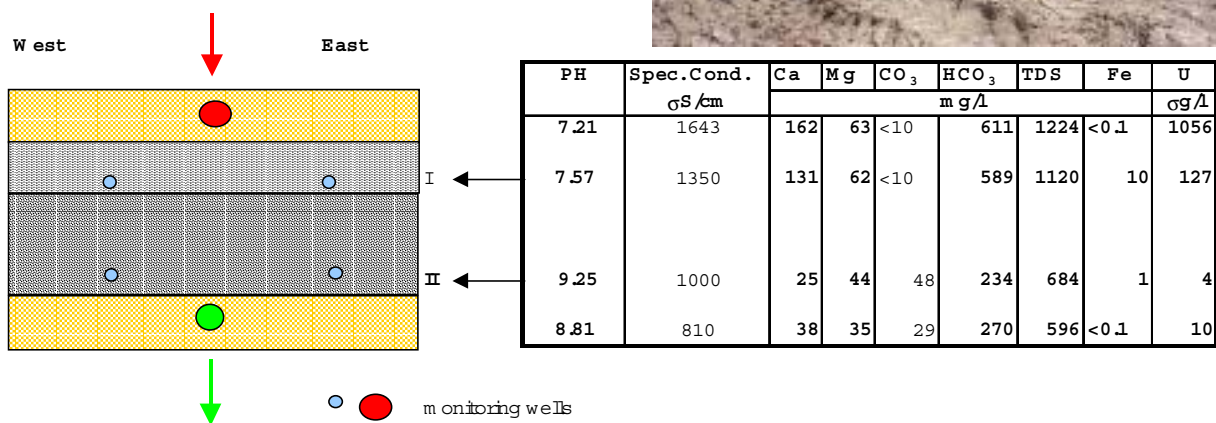 West East
PH Spec.Cond. Ca Mg CO₃ HCO₃ TDS Fe U
σS/cm mg/l σg/l
7.21 1643 162 63 <10 611 1224 <0.1 1056
I 7.57 1350 131 62 <10 589 1120 10 127
II 9.25 1000 25 44 48 234 684 1 4
8.81 810 38 35 29 270 596 <0.1 10
monitoring wells